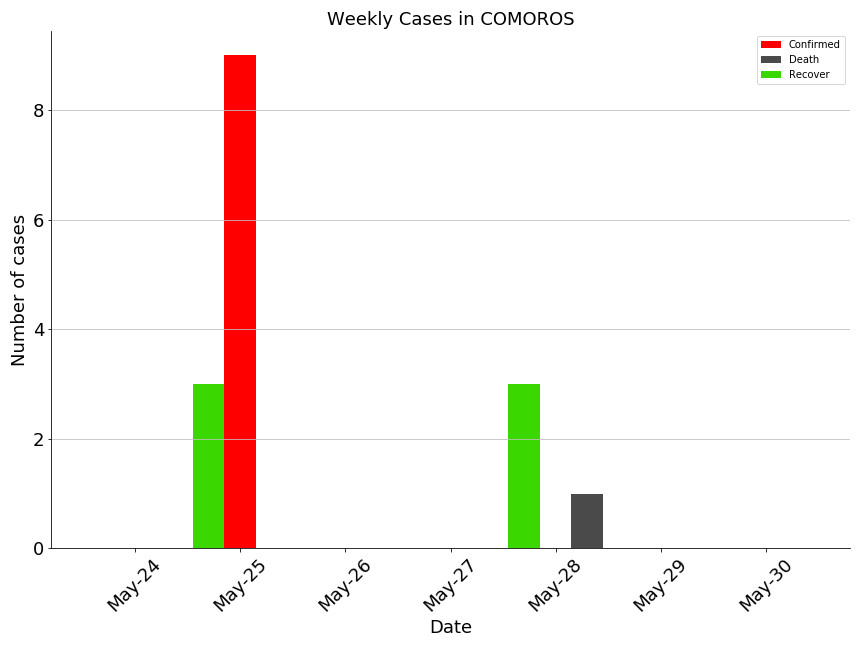 Weekly Cases in COMOROS
Confirmed
Death
Recover
Number of cases
8
6
4
2
0
May-24
May-25
May-26
May-27
May-28
May-29
May-30
Date